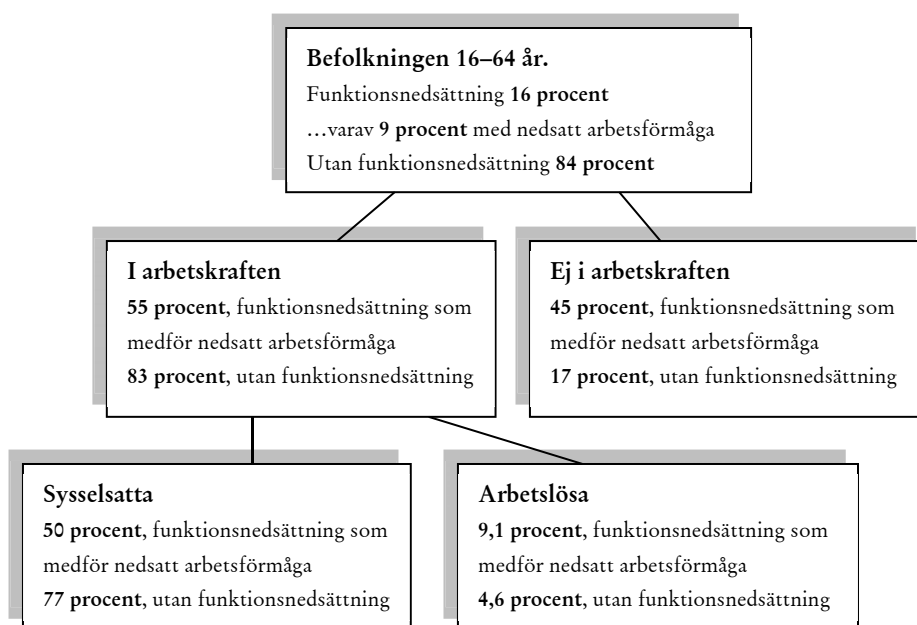 Befolkningen 16–64 år.
Funktionsnedsättning 16 procent
…varav 9 procent med nedsatt arbetsförmåga
Utan funktionsnedsättning 84 procent
I arbetskraften
55 procent, funktionsnedsättning som
medför nedsatt arbetsförmåga
83 procent, utan funktionsnedsättning
Ej i arbetskraften
45 procent, funktionsnedsättning som
medför nedsatt arbetsförmåga
17 procent, utan funktionsnedsättning
Sysselsatta
50 procent, funktionsnedsättning som
medför nedsatt arbetsförmåga
77 procent, utan funktionsnedsättning
Arbetslösa
9,1 procent, funktionsnedsättning som
medför nedsatt arbetsförmåga
4,6 procent, utan funktionsnedsättning